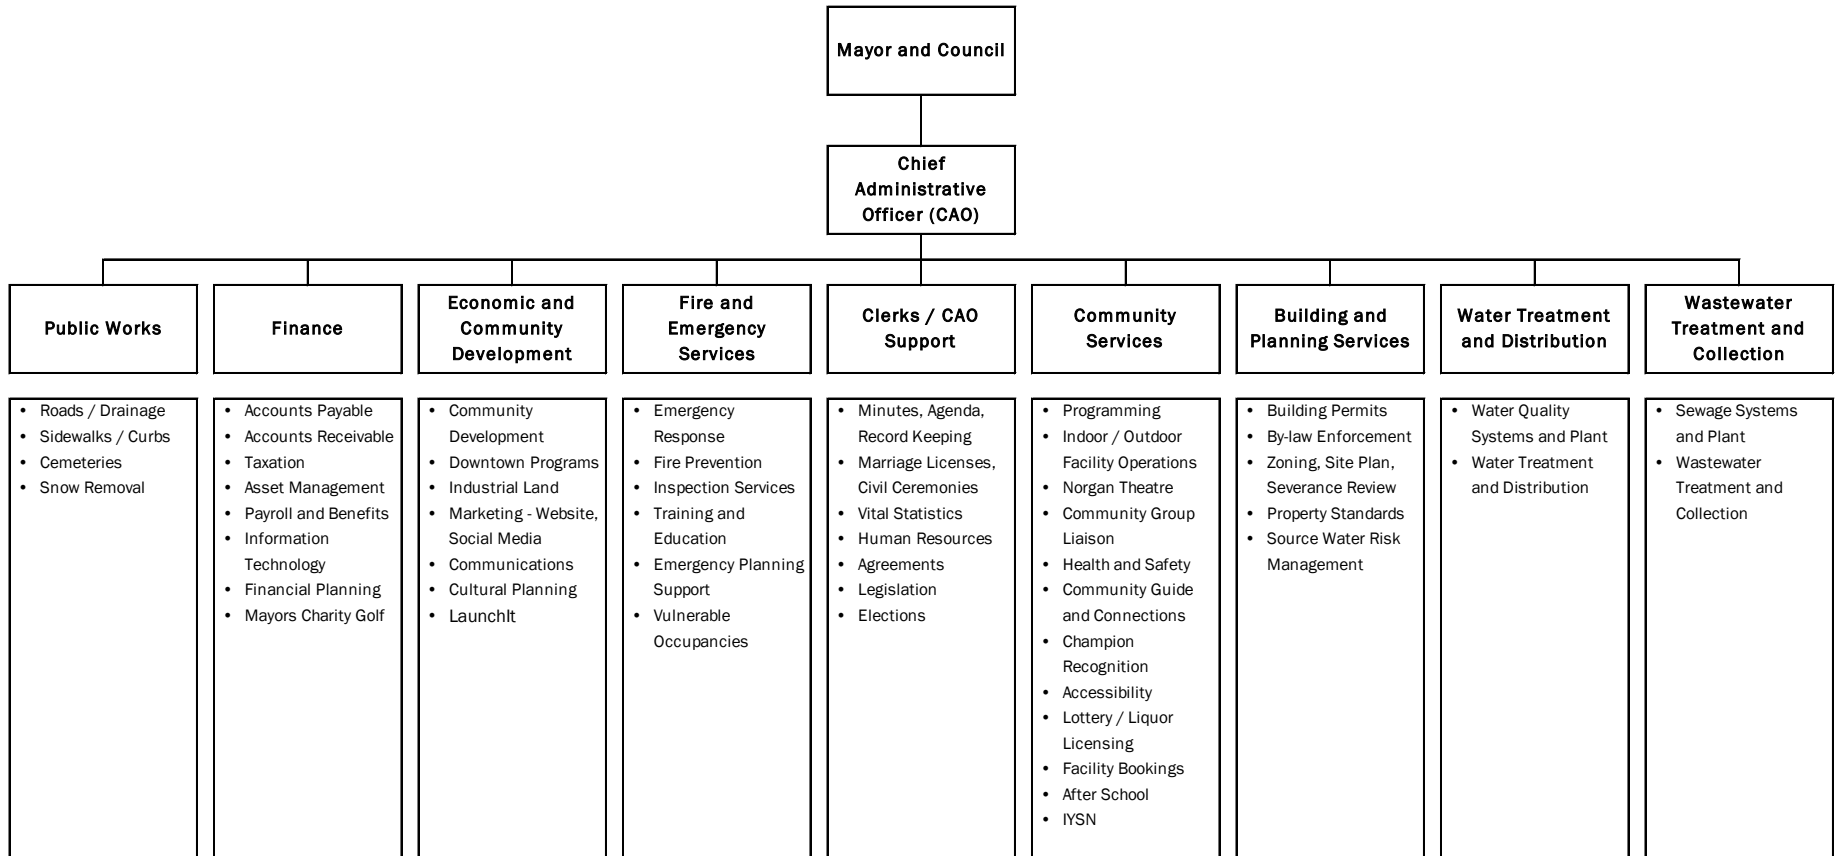 Mayor and Council
Chief
Administrative
Officer (CAO)
Public Works
Finance
Economic and
Community
Development
Fire and
Emergency
Services
Clerks / CAO
Support
Community
Services
Building and
Planning Services
Water Treatment
and Distribution
Wastewater
Treatment and
Collection
• Roads / Drainage
• Sidewalks / Curbs
• Cemeteries
• Snow Removal
• Accounts Payable
• Accounts Receivable
• Taxation
• Asset Management
• Payroll and Benefits
• Information
Technology
• Financial Planning
• Mayors Charity Golf
• Community
Development
• Downtown Programs
• Industrial Land
• Marketing - Website,
Social Media
• Communications
• Cultural Planning
• LaunchIt
• Emergency
Response
• Fire Prevention
• Inspection Services
• Training and
Education
• Emergency Planning
Support
• Vulnerable
Occupancies
• Minutes, Agenda,
Record Keeping
• Marriage Licenses,
Civil Ceremonies
• Vital Statistics
• Human Resources
• Agreements
• Legislation
• Elections
• Programming
• Indoor / Outdoor
Facility Operations
• Norgan Theatre
• Community Group
Liaison
• Health and Safety
• Community Guide
and Connections
• Champion
Recognition
• Accessibility
• Lottery / Liquor
Licensing
• Facility Bookings
• After School
• IYSN
• Building Permits
• By-law Enforcement
• Zoning, Site Plan,
Severance Review
• Property Standards
• Source Water Risk
Management
• Water Quality
Systems and Plant
• Water Treatment
and Distribution
• Sewage Systems
and Plant
• Wastewater
Treatment and
Collection